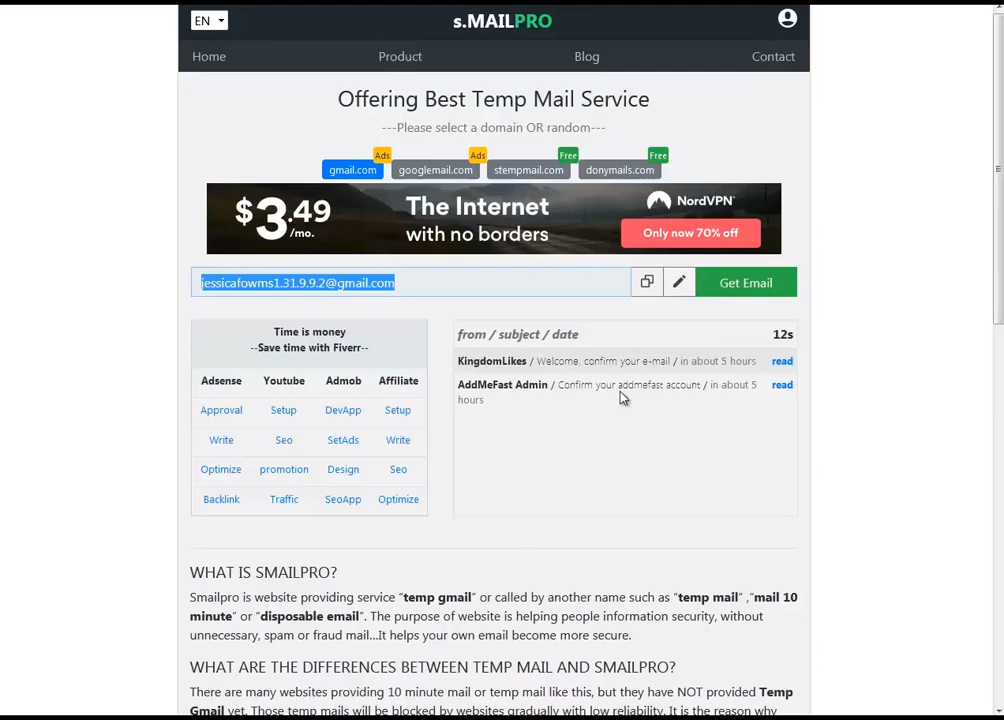 EN
s.MAILPRO
Home
Product
Blog
Contact
Offering Best Temp Mail Service
---Please select a domain OR random---
Ads
Ads
Free
Free
gmail.com
googlemail.com
stempmail.com
donymails.com
$3.49
/mo.
The Internet
with no borders
NordVPN
Only now 70% off
jessicafowms1.31.9.9.2@gmail.com
Get Email
Time is money
--Save time with Fiverr--
Adsense Youtube Admob Affiliate
Approval Setup DevApp Setup
Write Seo SetAds Write
Optimize promotion Design Seo
Backlink Traffic SeoApp Optimize
from / subject / date
12s
KingdomLikes / Welcome, confirm your e-mail / in about 5 hours
read
AddMeFast Admin / Confirm your addmefast account / in about 5
hours
read
WHAT IS SMAILPRO?
Smailpro is website providing service "temp gmail" or called by another name such as "temp mail" ,"mail 10
minute" or "disposable email". The purpose of website is helping people information security, without
unnecessary, spam or fraud mail...It helps your own email become more secure.
WHAT ARE THE DIFFERENCES BETWEEN TEMP MAIL AND SMAILPRO?
There are many websites providing 10 minute mail or temp mail like this, but they have NOT provided Temp
Gmail yet. Those temp mails will be blocked by websites gradually with low reliability. It is the reason why